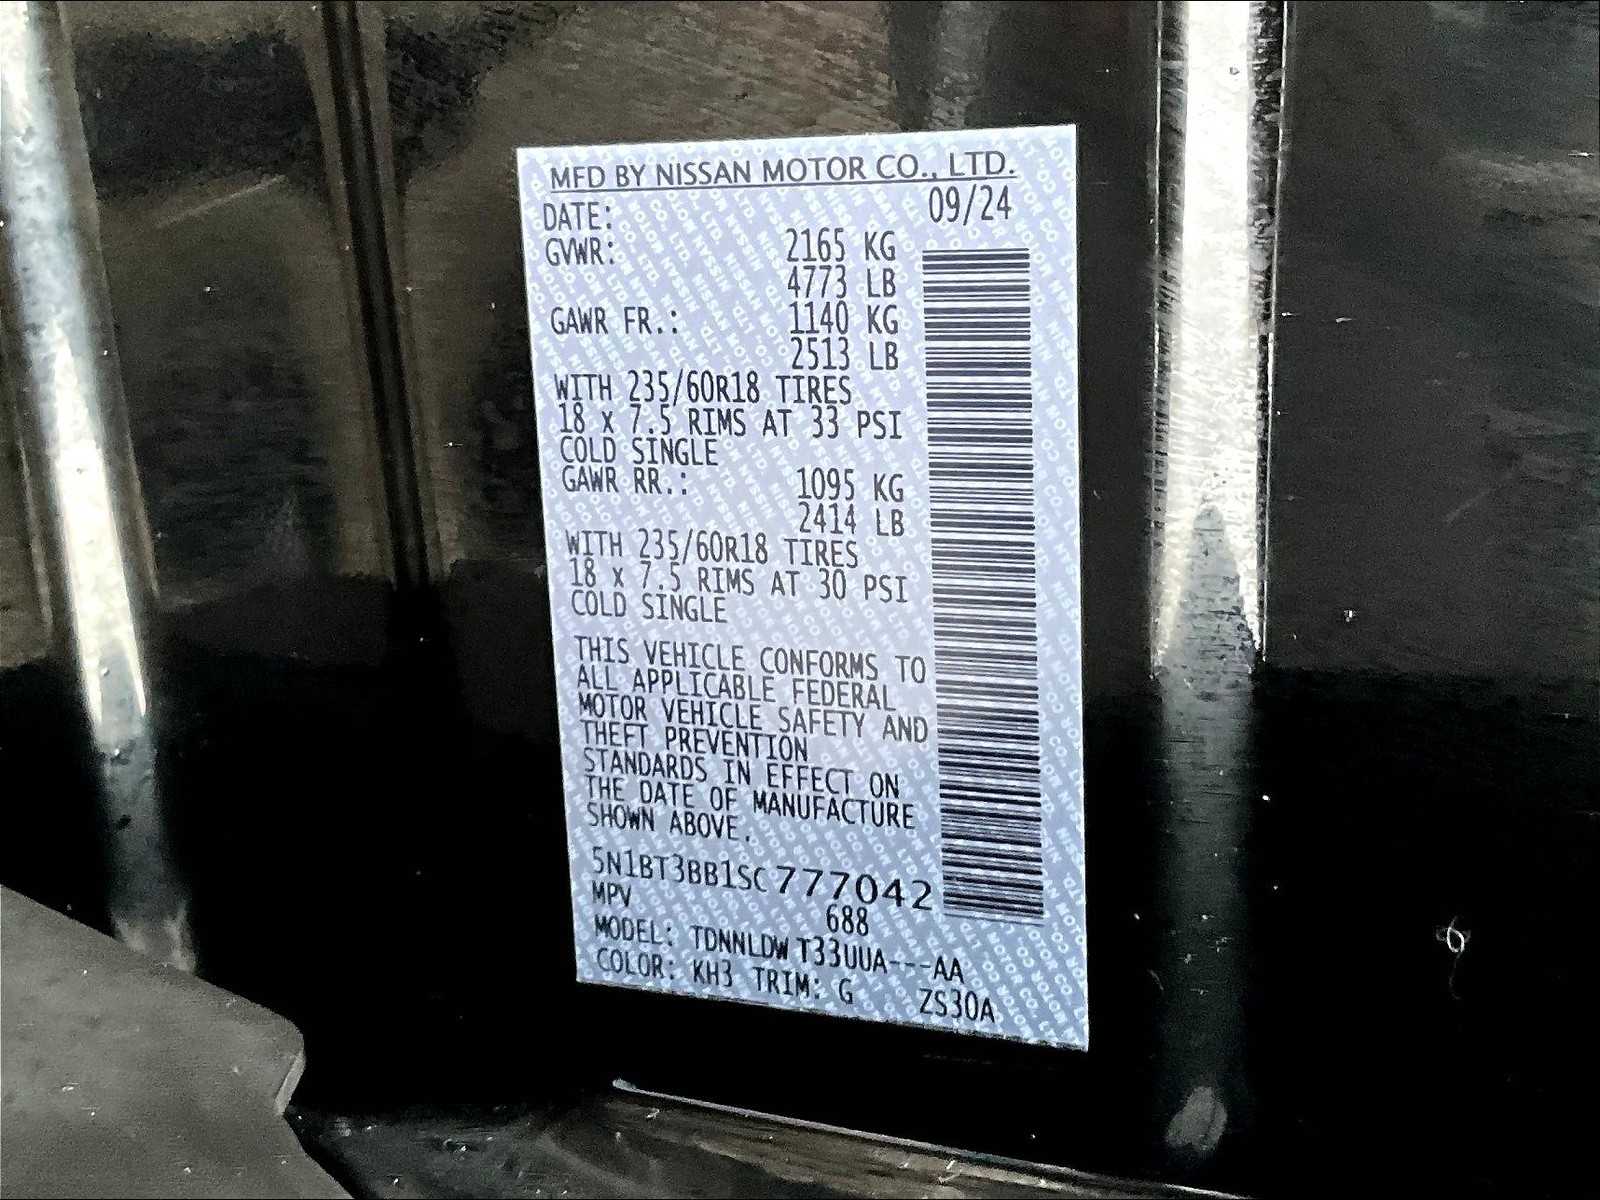 MFD BY NISSAN MOTOR CO., LTD.
DATE: 09/24
GVWR: 2165 KG
4773 LB
GAWR FR.: 1140 KG
2513 LB
WITH 235/60R18 TIRES
18 x 7.5 RIMS AT 33 PSI
COLD SINGLE
GAWR RR.: 1095 KG
2414 LB
WITH 235/60R18 TIRES
18 x 7.5 RIMS AT 30 PSI
COLD SINGLE
THIS VEHICLE CONFORMS TO
ALL APPLICABLE FEDERAL
MOTOR VEHICLE SAFETY AND
THEFT PREVENTION
STANDARDS IN EFFECT ON
THE DATE OF MANUFACTURE
SHOWN ABOVE.
5N1BT3BB1SC777042
MPV 688
MODEL: TDNNLDW T33UUA---AA
COLOR: KH3 TRIM: G ZS30A